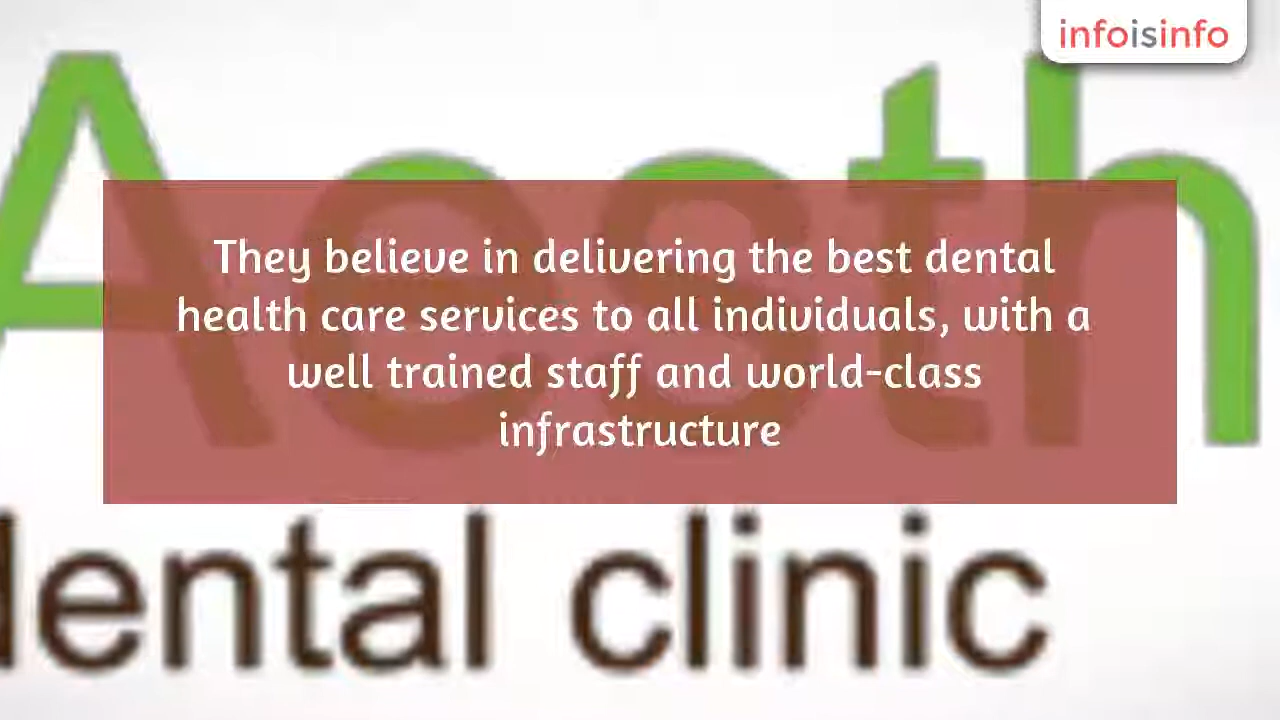 infoisinfo
Aesth
They believe in delivering the best dental
health care services to all individuals, with a
well trained staff and world-class
infrastructure
dental clinic